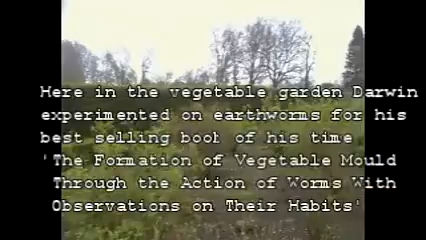 Here in the vegetable garden Darwin
experimented on earthworms for his
best selling book of his time
'The Formation of Vegetable Mould
Through the Action of Worms With
Observations on Their Habits'